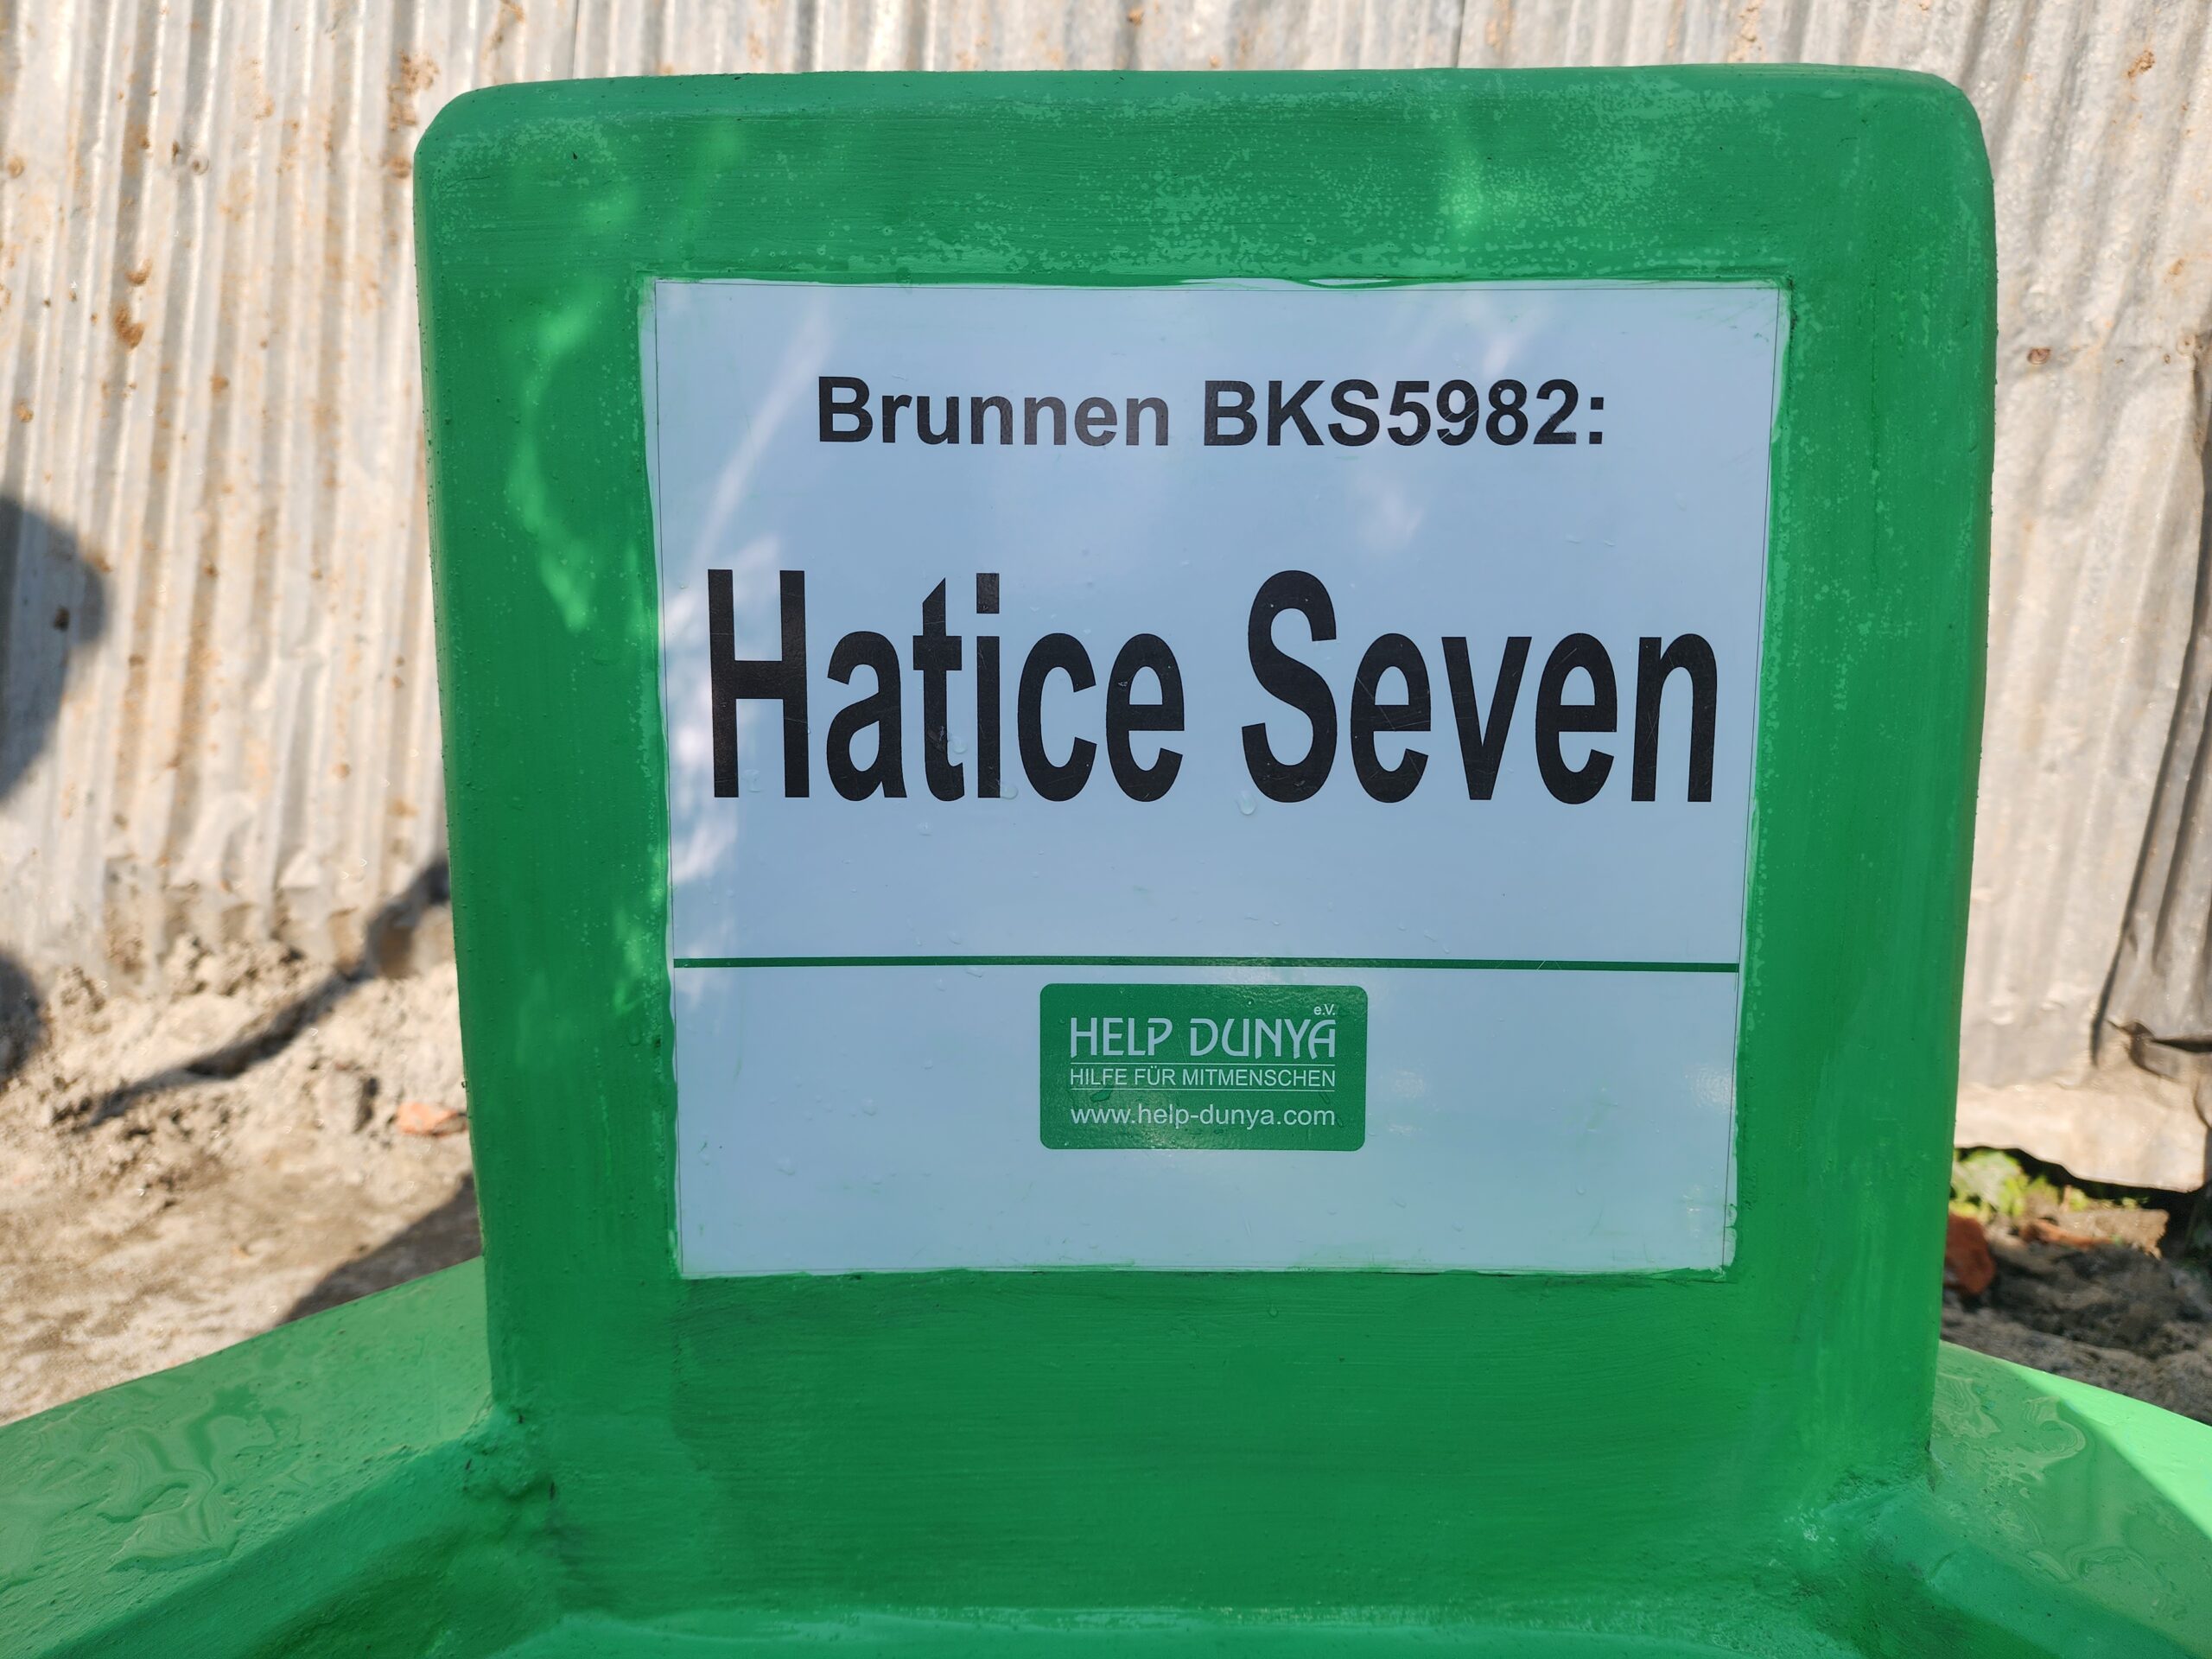 Brunnen BKS5982:
Hatice Seven
e.V.
HELP DUNYA
HILFE FÜR MITMENSCHEN
www.help-dunya.com